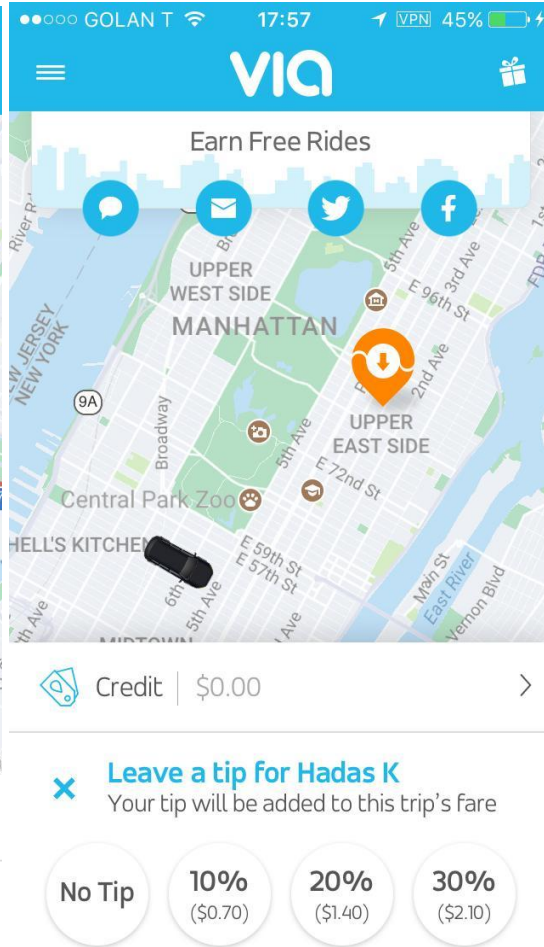 GOLAN T 17:57 VPN 45%
VIA
Earn Free Rides
5th Ave
3rd Ave
E 96th St
UPPER
WEST SIDE
MANHATTAN
NEW YORK
9A
2nd Ave
UPPER
EAST SIDE
Broadway
5th Ave
E 72nd St
Central Park Zoo
E 59th St
E 57th St
6th
5th Ave
Main St
East River
Vernon Blvd
Ave
MIDTOWN
Credit | $0.00
Leave a tip for Hadas K
Your tip will be added to this trip's fare
No Tip
10%
($0.70)
20%
($1.40)
30%
($2.10)